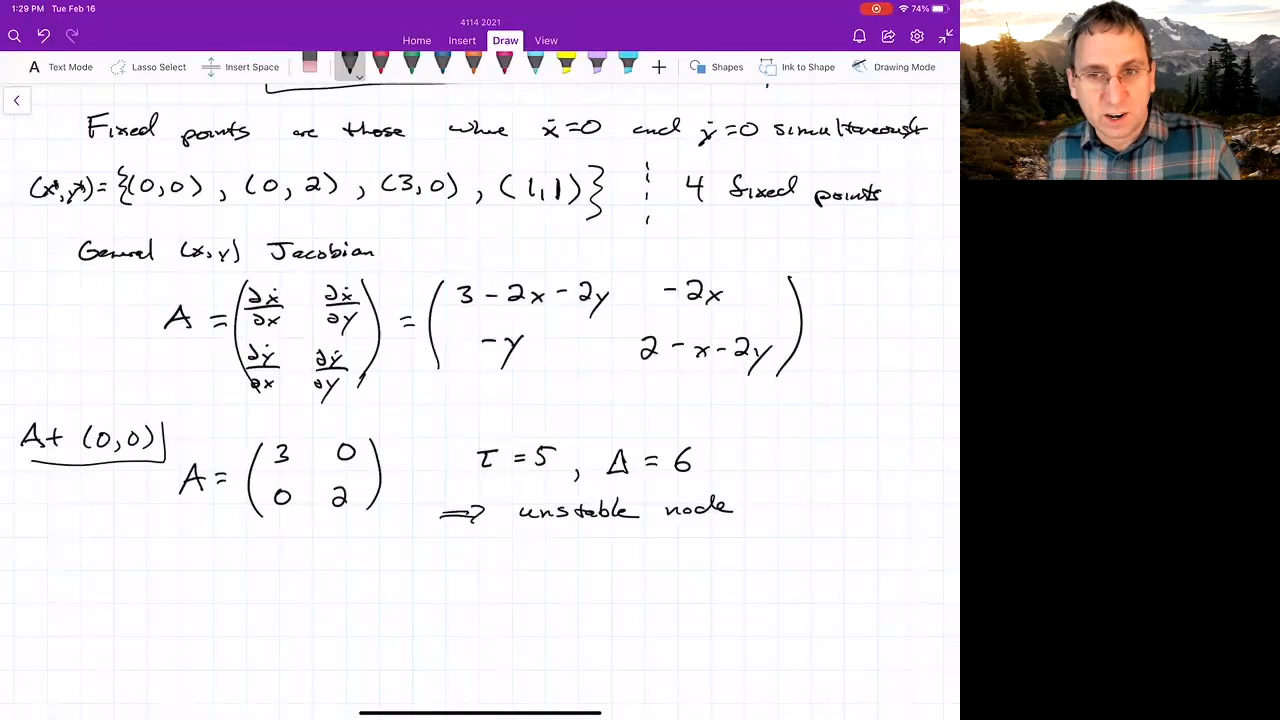 1:29 PM Tue Feb 16
74%
4114 2021
Home Insert Draw View
Text Mode Lasso Select Insert Space Shapes Ink to Shape Drawing Mode
Fixed points are those where ẋ=0 and ẏ=0 simultaneously
(x*,y*)={(0,0), (0,2), (3,0), (1,1)} 4 fixed points
General (x,y) Jacobian
A = (∂ẋ/∂x ∂ẋ/∂y ; ∂ẏ/∂x ∂ẏ/∂y) = (3-2x-2y -2x ; -y 2-x-2y)
At (0,0) A = (3 0 ; 0 2) τ=5, Δ=6
⟹ unstable node